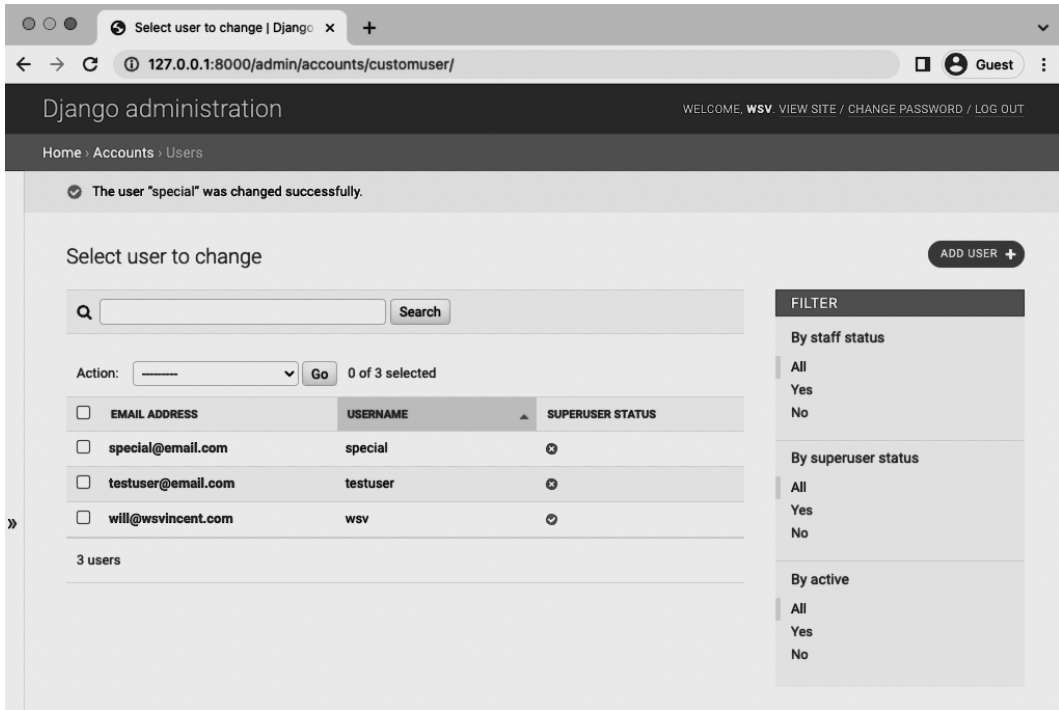 Select user to change | Django
127.0.0.1:8000/admin/accounts/customuser/
Guest
Django administration
WELCOME, WSV. VIEW SITE / CHANGE PASSWORD / LOG OUT
Home › Accounts › Users
The user "special" was changed successfully.
Select user to change
ADD USER +
Search
Action: --------- Go 0 of 3 selected
EMAIL ADDRESS USERNAME SUPERUSER STATUS
special@email.com special
testuser@email.com testuser
will@wsvincent.com wsv
3 users
FILTER
By staff status
All
Yes
No
By superuser status
All
Yes
No
By active
All
Yes
No